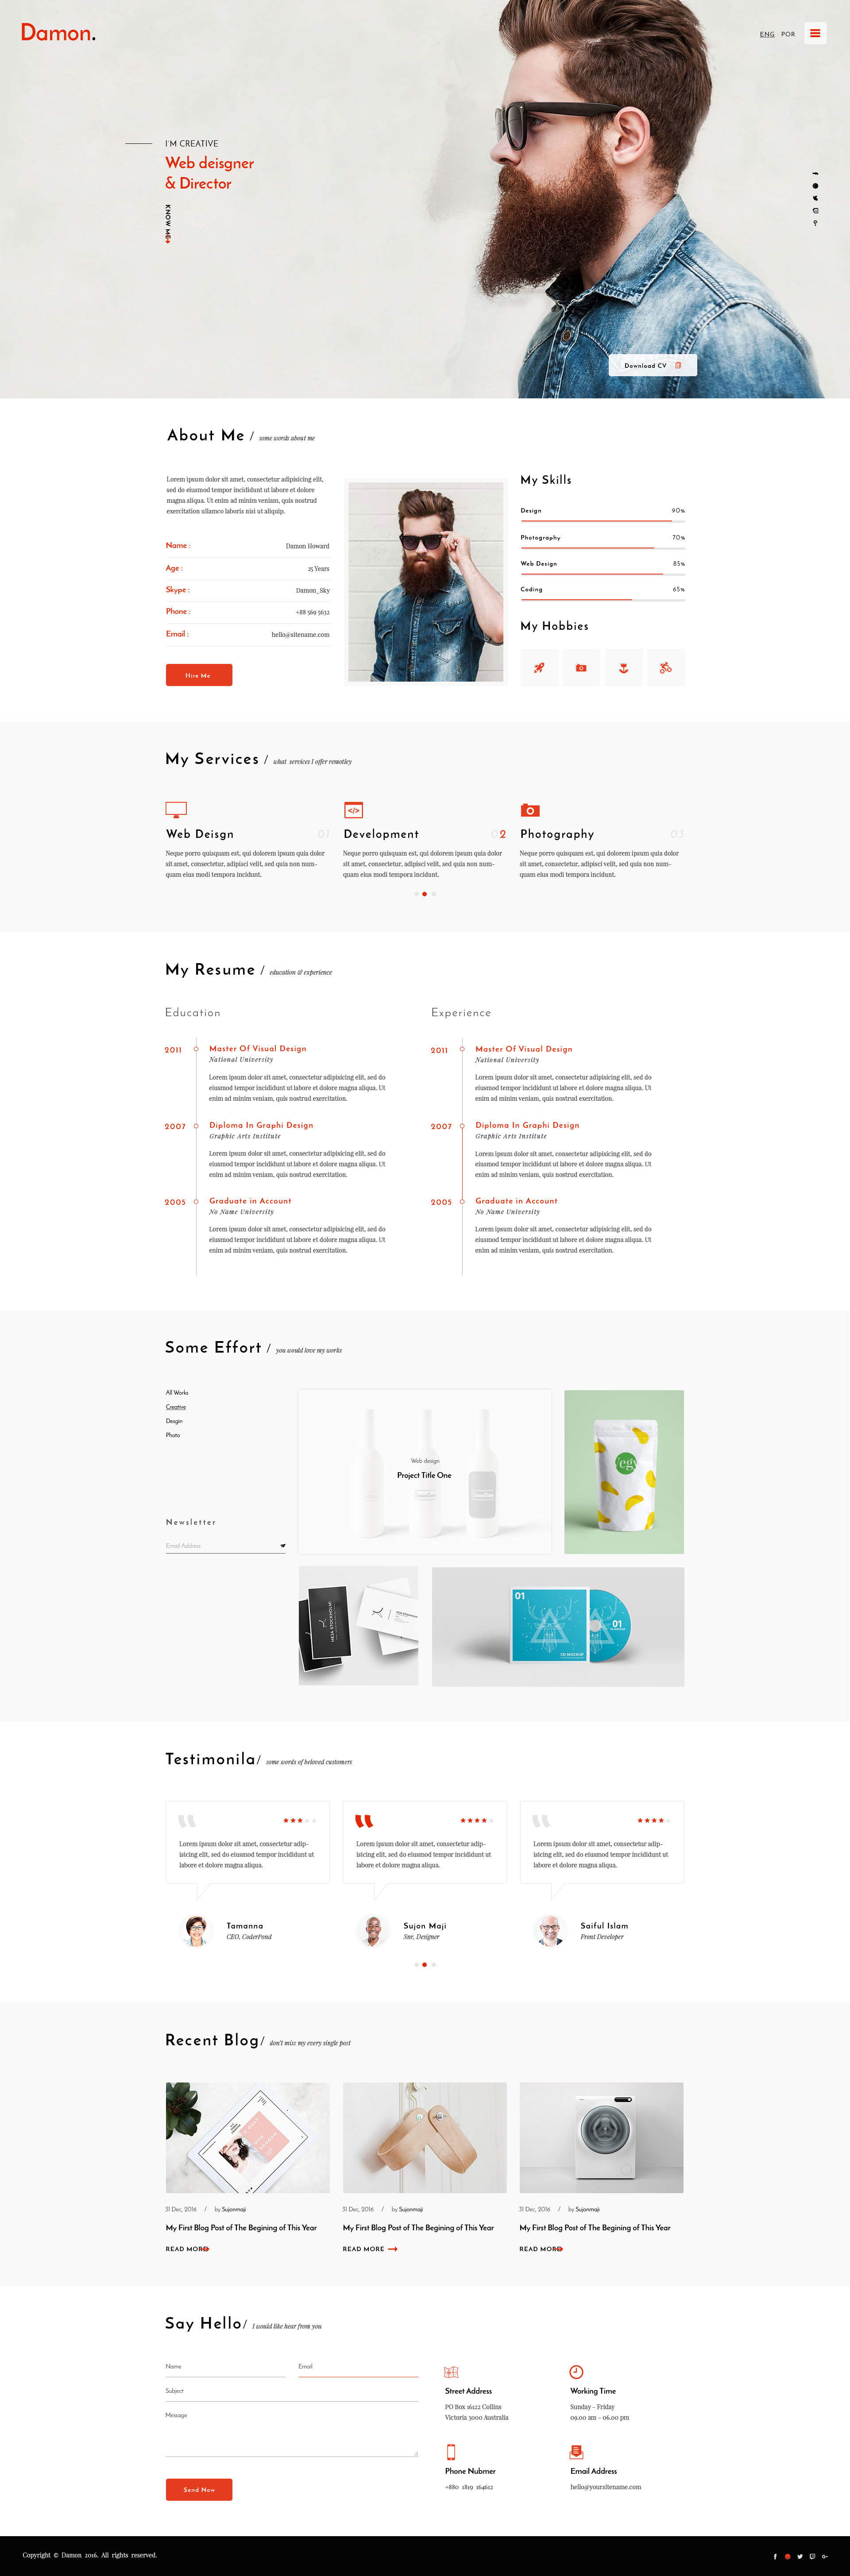 Damon.
ENG POR
I'M CREATIVE
Web deisgner
& Director
KNOW ME
Download CV
About Me / some words about me
Lorem ipsum dolor sit amet, consectetur adipisicing elit,
sed do eiusmod tempor incididunt ut labore et dolore
magna aliqua. Ut enim ad minim veniam, quis nostrud
exercitation ullamco laboris nisi ut aliquip.
Name : Damon Howard
Age : 25 Years
Skype : Damon_Sky
Phone : +88 569 5632
Email : hello@sitename.com
Hire Me
My Skills
Design 90%
Photography 70%
Web Design 85%
Coding 65%
My Hobbies
My Services / what services I offer remotley
Web Deisgn 01
Neque porro quisquam est, qui dolorem ipsum quia dolor
sit amet, consectetur, adipisci velit, sed quia non num-
quam eius modi tempora incidunt.
Development 02
Neque porro quisquam est, qui dolorem ipsum quia dolor
sit amet, consectetur, adipisci velit, sed quia non num-
quam eius modi tempora incidunt.
Photography 03
Neque porro quisquam est, qui dolorem ipsum quia dolor
sit amet, consectetur, adipisci velit, sed quia non num-
quam eius modi tempora incidunt.
My Resume / education & experience
Education
2011 Master Of Visual Design
National University
Lorem ipsum dolor sit amet, consectetur adipisicing elit, sed do
eiusmod tempor incididunt ut labore et dolore magna aliqua. Ut
enim ad minim veniam, quis nostrud exercitation.
2007 Diploma In Graphi Design
Graphic Arts Institute
Lorem ipsum dolor sit amet, consectetur adipisicing elit, sed do
eiusmod tempor incididunt ut labore et dolore magna aliqua. Ut
enim ad minim veniam, quis nostrud exercitation.
2005 Graduate in Account
No Name University
Lorem ipsum dolor sit amet, consectetur adipisicing elit, sed do
eiusmod tempor incididunt ut labore et dolore magna aliqua. Ut
enim ad minim veniam, quis nostrud exercitation.
Experience
2011 Master Of Visual Design
National University
Lorem ipsum dolor sit amet, consectetur adipisicing elit, sed do
eiusmod tempor incididunt ut labore et dolore magna aliqua. Ut
enim ad minim veniam, quis nostrud exercitation.
2007 Diploma In Graphi Design
Graphic Arts Institute
Lorem ipsum dolor sit amet, consectetur adipisicing elit, sed do
eiusmod tempor incididunt ut labore et dolore magna aliqua. Ut
enim ad minim veniam, quis nostrud exercitation.
2005 Graduate in Account
No Name University
Lorem ipsum dolor sit amet, consectetur adipisicing elit, sed do
eiusmod tempor incididunt ut labore et dolore magna aliqua. Ut
enim ad minim veniam, quis nostrud exercitation.
Some Effort / you would love my works
All Works
Creative
Desgin
Photo
Newsletter
Email Address
Web design
Project Title One
HEJA STOCKHOLM
01
CD MOCKUP
01
Testimonila/ some words of beloved customers
Lorem ipsum dolor sit amet, consectetur adip-
isicing elit, sed do eiusmod tempor incididunt ut
labore et dolore magna aliqua.
Tamanna
CEO, CoderPond
Lorem ipsum dolor sit amet, consectetur adip-
isicing elit, sed do eiusmod tempor incididunt ut
labore et dolore magna aliqua.
Sujon Maji
Snr, Designer
Lorem ipsum dolor sit amet, consectetur adip-
isicing elit, sed do eiusmod tempor incididunt ut
labore et dolore magna aliqua.
Saiful Islam
Front Developer
Recent Blog/ don't miss my every single post
31 Dec, 2016 / by Sujonmaji
My First Blog Post of The Begining of This Year
READ MORE
31 Dec, 2016 / by Sujonmaji
My First Blog Post of The Begining of This Year
READ MORE
31 Dec, 2016 / by Sujonmaji
My First Blog Post of The Begining of This Year
READ MORE
Say Hello/ I would like hear from you
Name
Email
Subject
Message
Send Now
Street Address
PO Box 16122 Collins
Victoria 3000 Australia
Working Time
Sunday - Friday
09.00 am - 06.00 pm
Phone Nubmer
+880 1819 164612
Email Address
hello@yoursitename.com
Copyright © Damon 2016. All rights reserved.